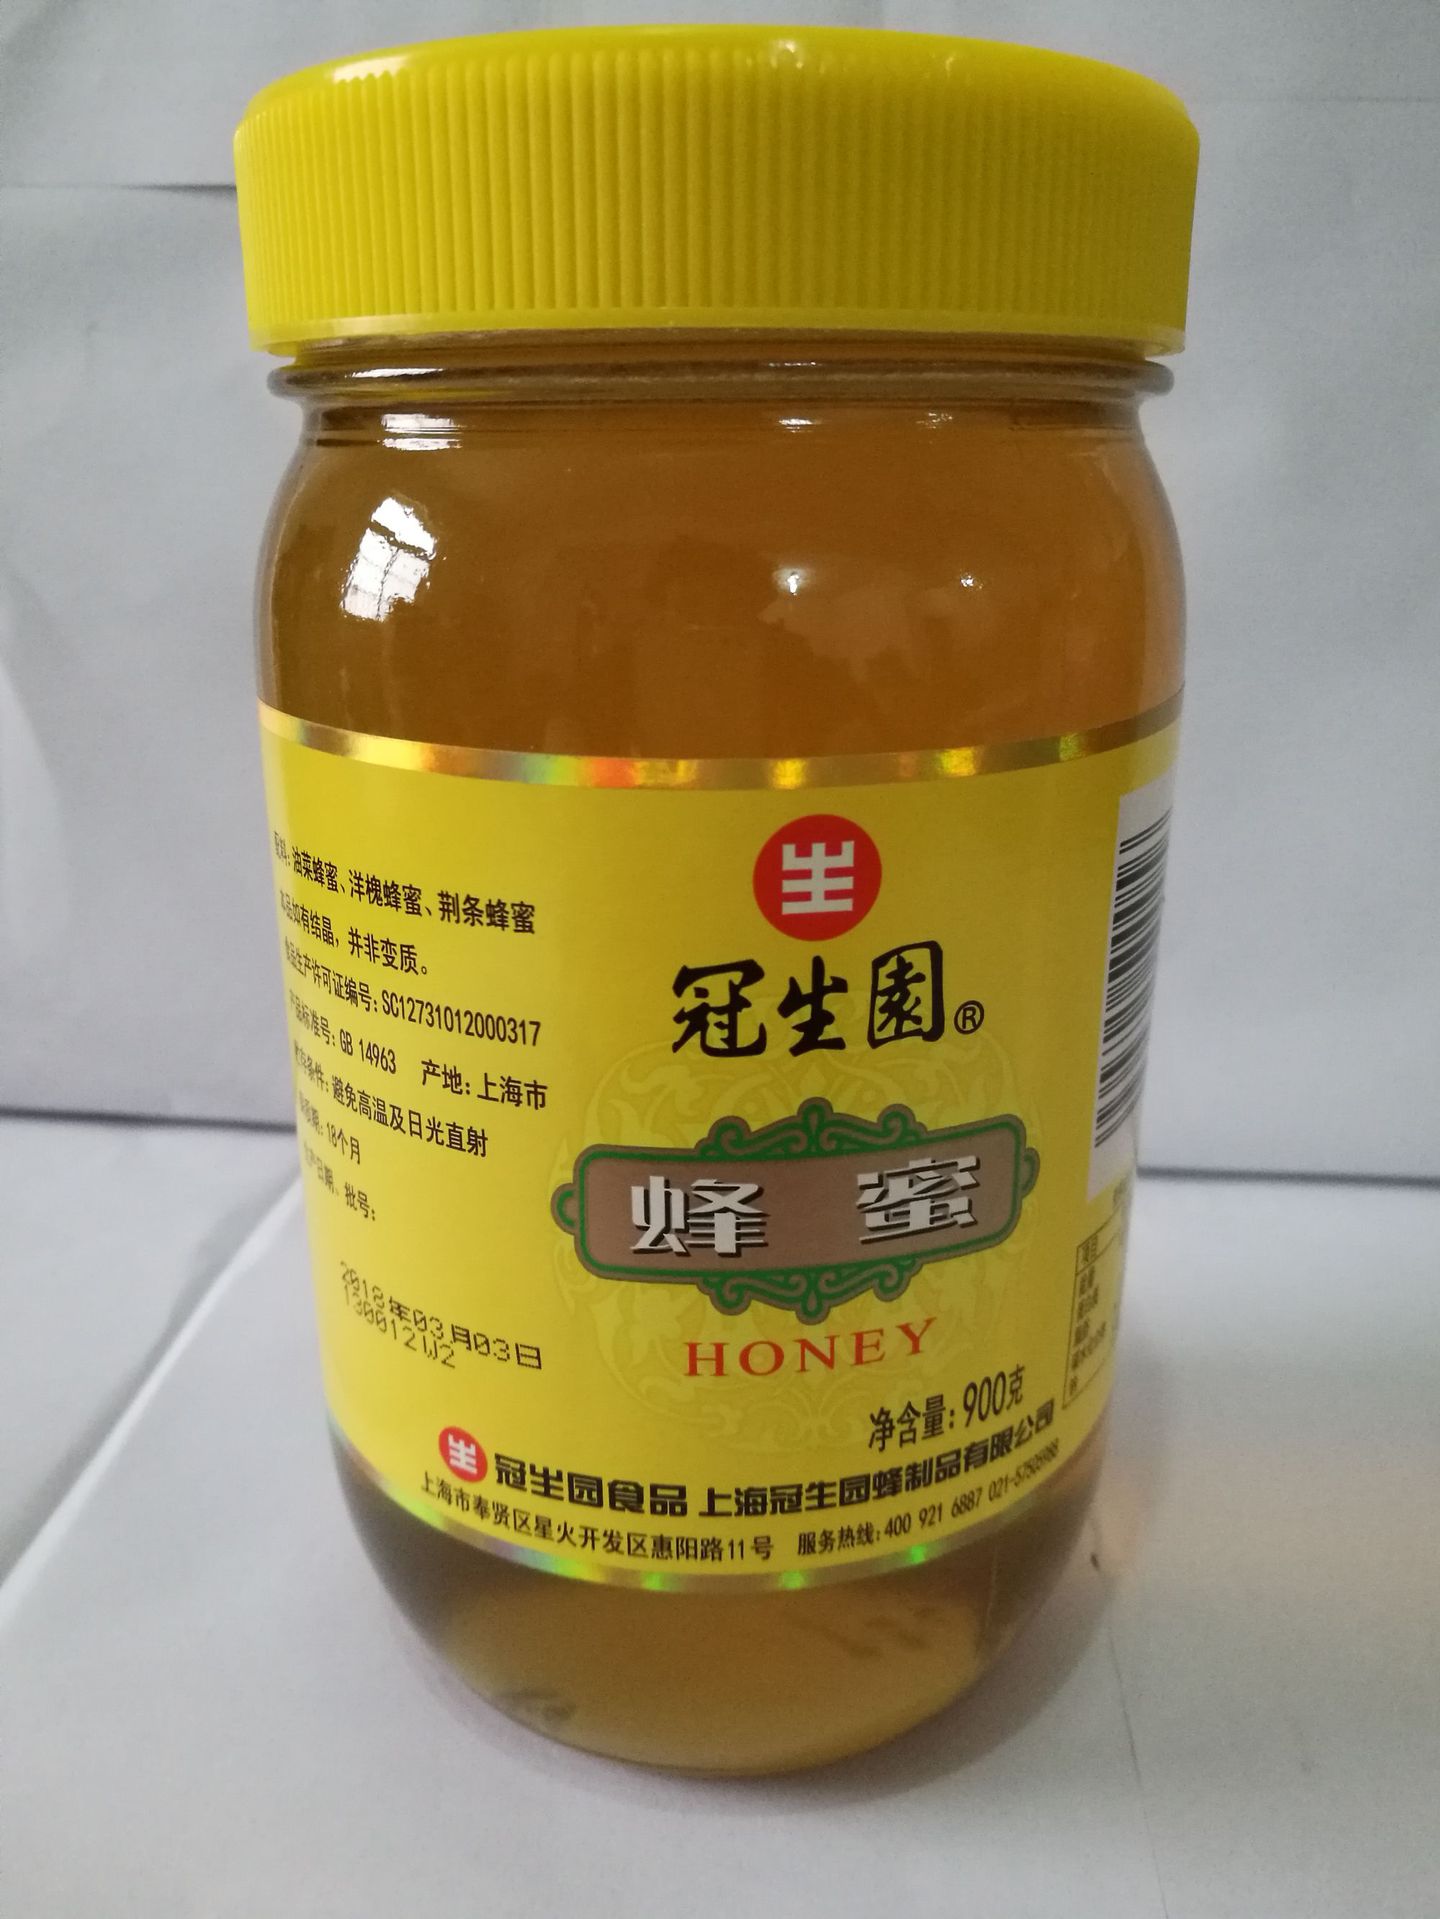 配料:油菜蜂蜜、洋槐蜂蜜、荆条蜂蜜
本品如有结晶，并非变质。
食品生产许可证编号:SC12731012000317
产品标准号:GB 14963 产地:上海市
贮存条件:避免高温及日光直射
保质期:18个月
生产日期、批号:
2018年03月03日
130012W2
生
冠生園®
蜂蜜
HONEY
净含量:900克
生 冠生园食品 上海冠生园蜂制品有限公司
上海市奉贤区星火开发区惠阳路11号 服务热线:400 921 6887 021-57505988
项目